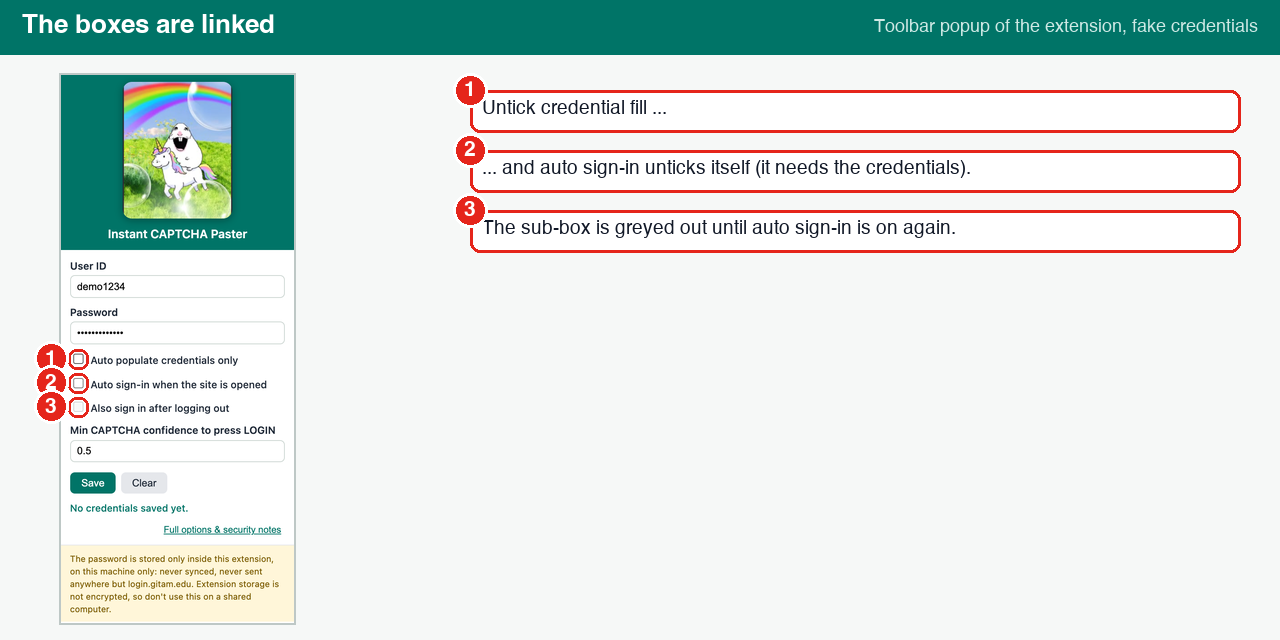 The boxes are linked
Toolbar popup of the extension, fake credentials
Instant CAPTCHA Paster
User ID
demo1234
Password
•••••••••••••
1
Auto populate credentials only
2
Auto sign-in when the site is opened
3
Also sign in after logging out
Min CAPTCHA confidence to press LOGIN
0.5
Save
Clear
No credentials saved yet.
Full options & security notes
The password is stored only inside this extension,
on this machine only: never synced, never sent
anywhere but login.gitam.edu. Extension storage is
not encrypted, so don't use this on a shared
computer.
1
Untick credential fill ...
2
... and auto sign-in unticks itself (it needs the credentials).
3
The sub-box is greyed out until auto sign-in is on again.